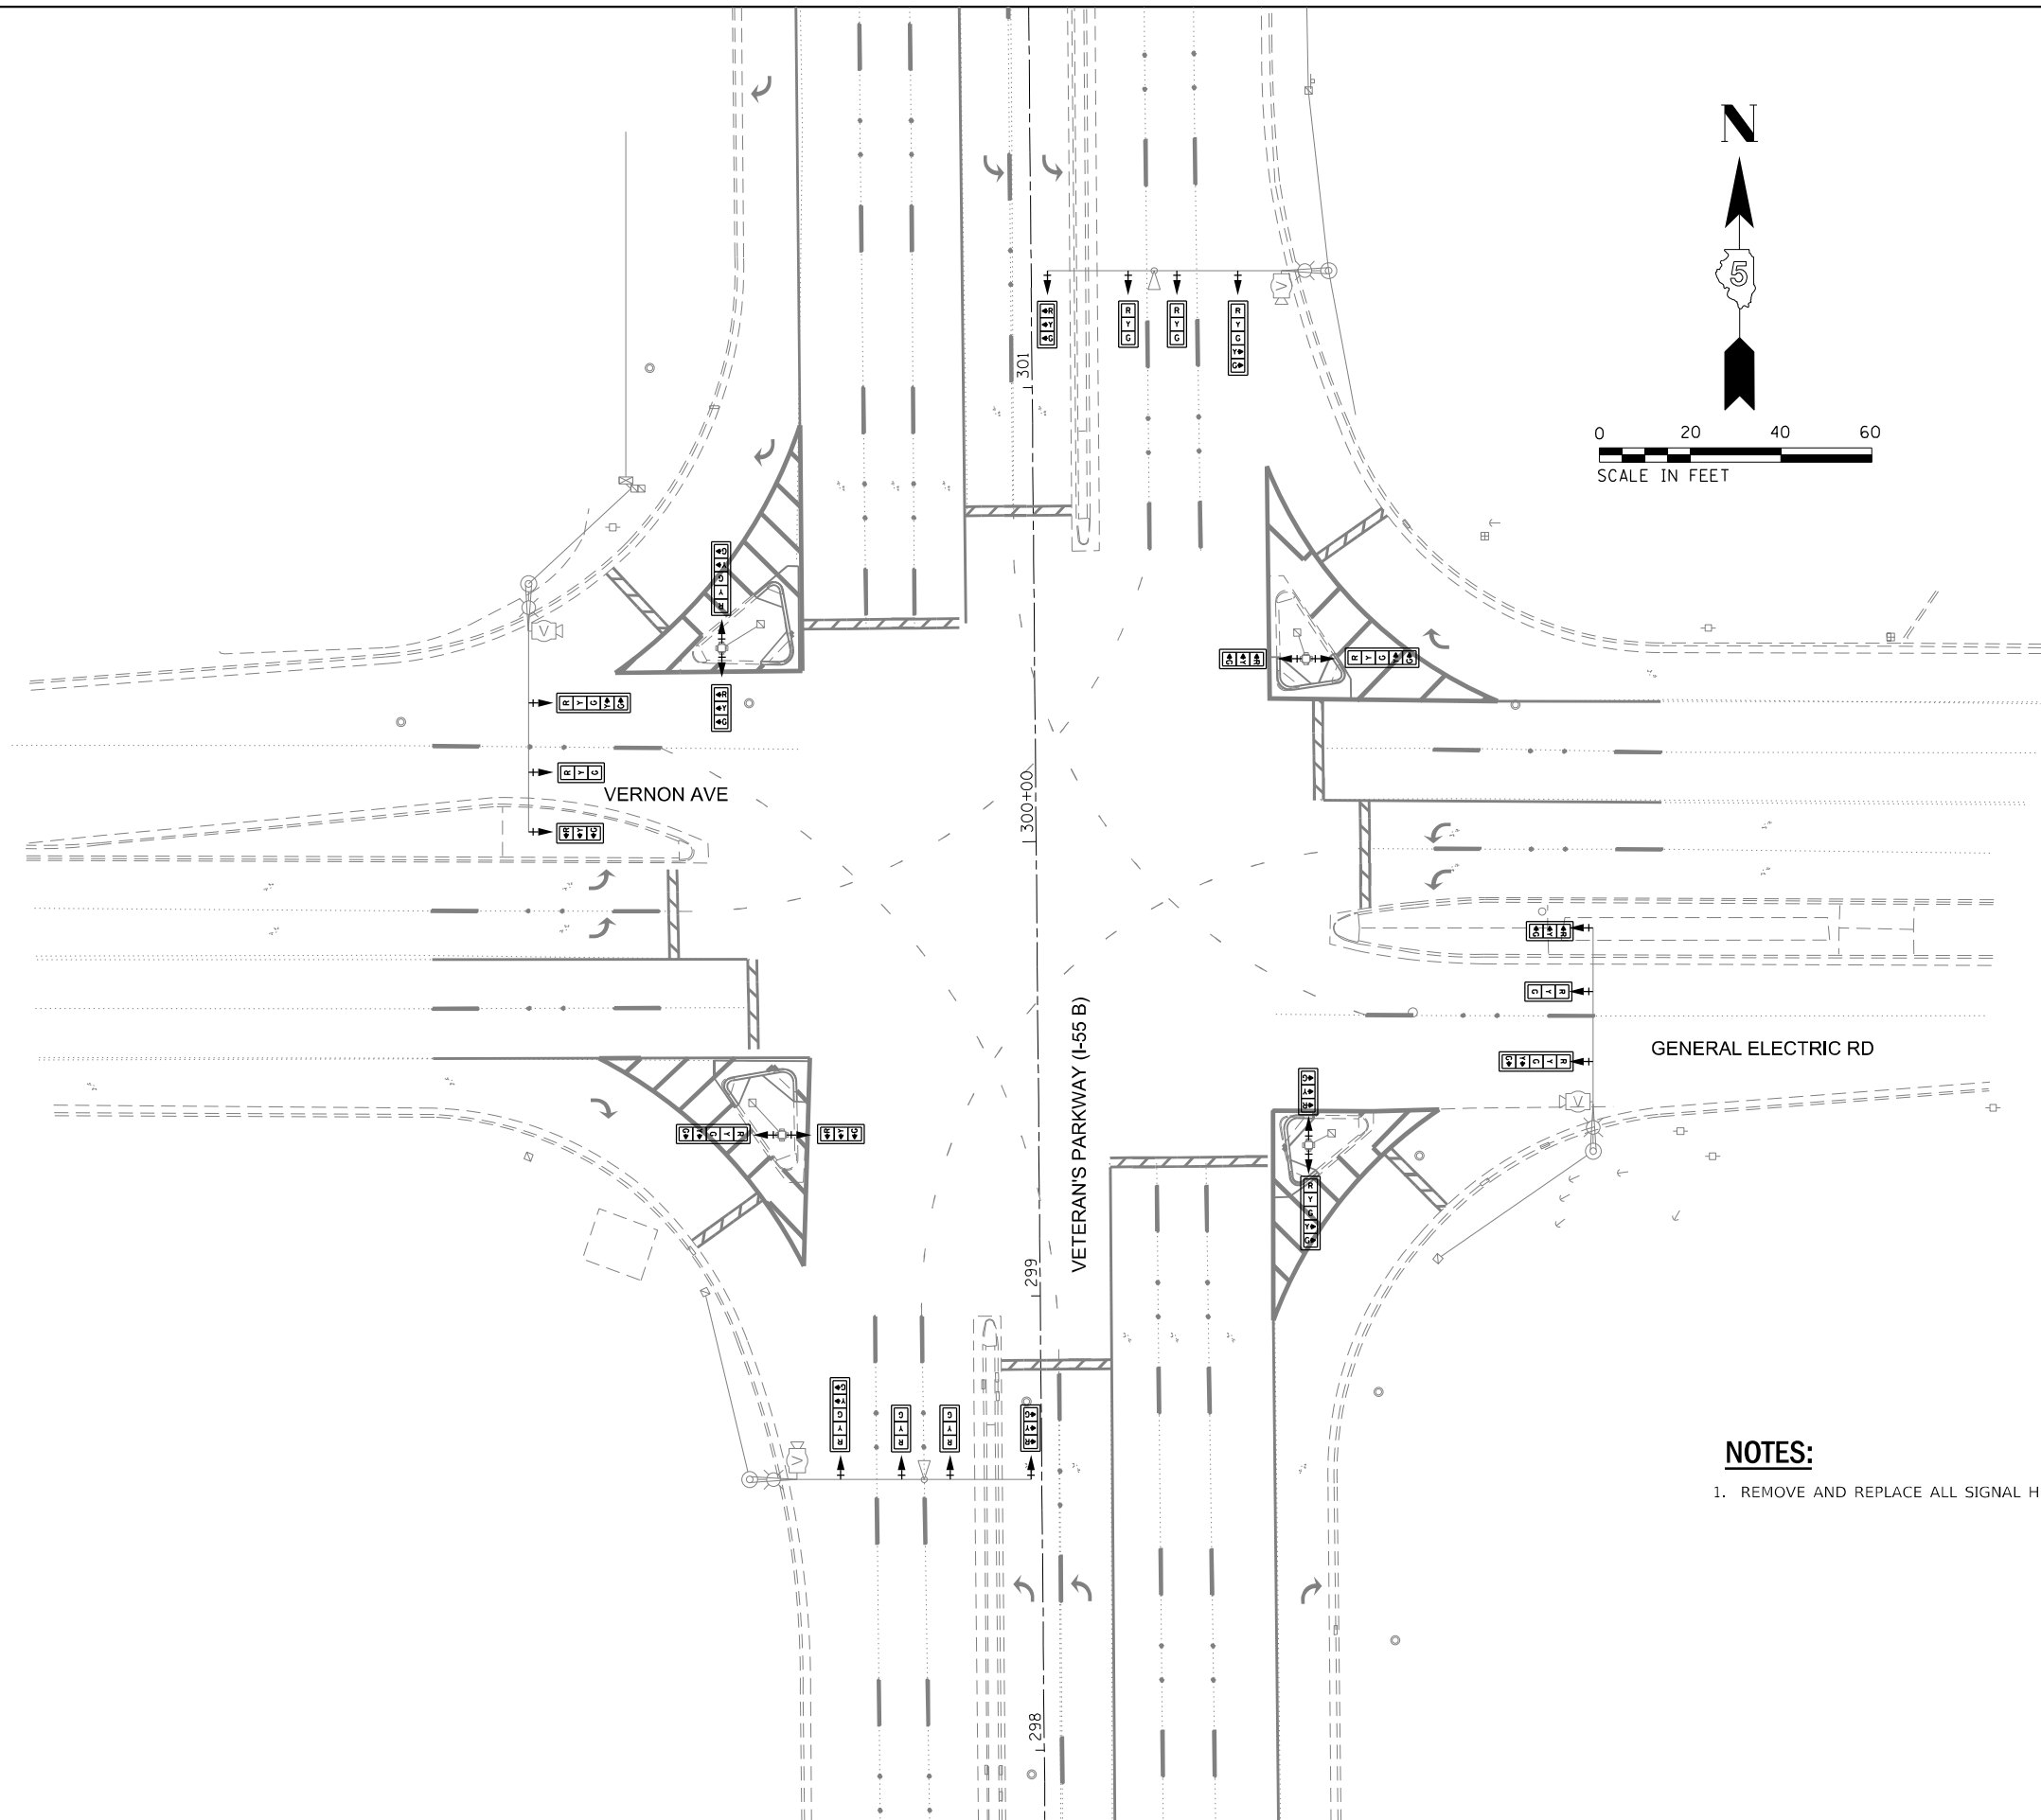 N
5
0 20 40 60
SCALE IN FEET
301
R
Y
G
R
Y
G
R
Y
G
R
Y
G
Y
G
G
Y
G
Y
R
R
Y
G
R Y G Y G
R Y G
R Y G
VERNON AVE
300+00
G Y R
R Y G Y G
G Y R
G Y R
G Y G Y R
GENERAL ELECTRIC RD
VETERAN'S PARKWAY (I-55 B)
G Y G Y R
R Y G
G
Y
R
R
Y
G
Y
G
299
G
Y
G
Y
R
G
Y
R
G
Y
R
G
Y
R
V
V
V
V
298
NOTES:
1. REMOVE AND REPLACE ALL SIGNAL H